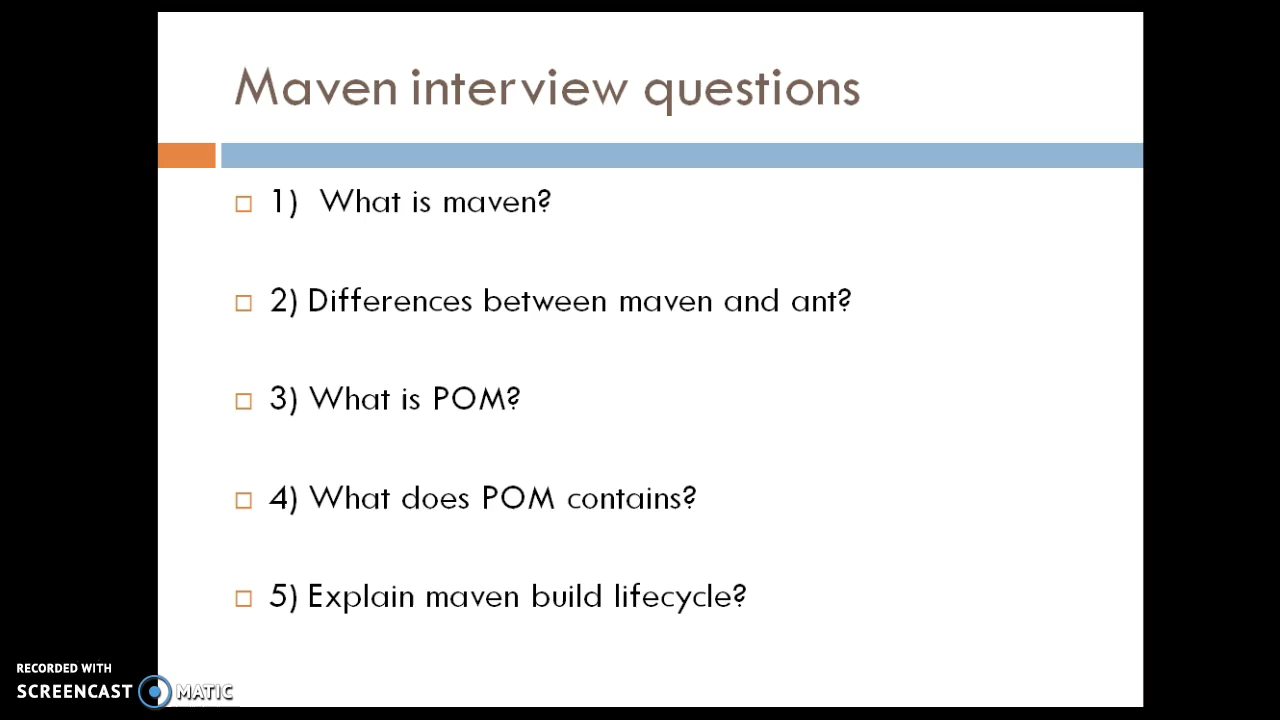 Maven interview questions
1) What is maven?
2) Differences between maven and ant?
3) What is POM?
4) What does POM contains?
5) Explain maven build lifecycle?
RECORDED WITH
SCREENCAST MATIC